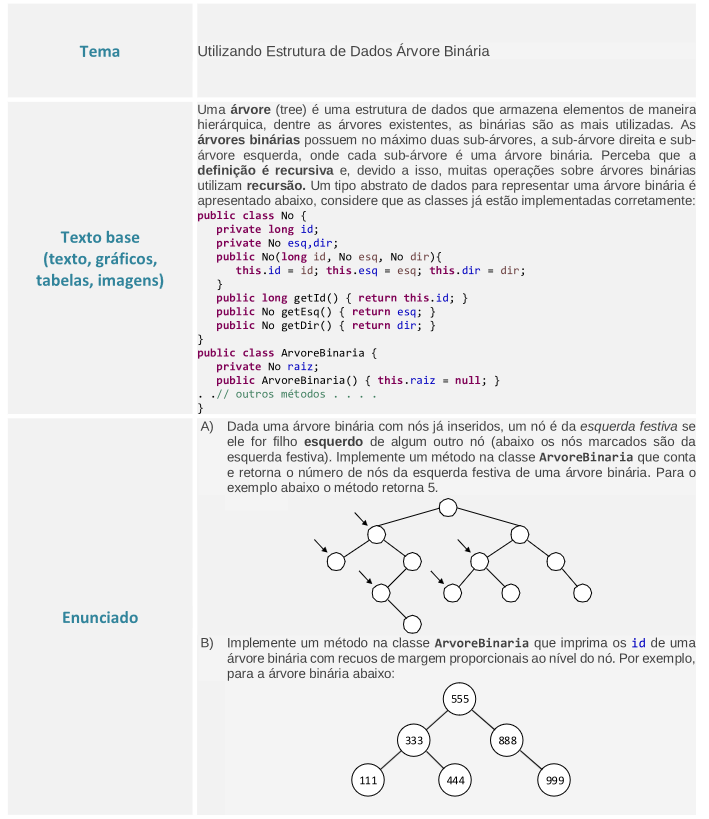 Tema
Utilizando Estrutura de Dados Árvore Binária
Texto base
(texto, gráficos,
tabelas, imagens)
Uma árvore (tree) é uma estrutura de dados que armazena elementos de maneira
hierárquica, dentre as árvores existentes, as binárias são as mais utilizadas. As
árvores binárias possuem no máximo duas sub-árvores, a sub-árvore direita e sub-
árvore esquerda, onde cada sub-árvore é uma árvore binária. Perceba que a
definição é recursiva e, devido a isso, muitas operações sobre árvores binárias
utilizam recursão. Um tipo abstrato de dados para representar uma árvore binária é
apresentado abaixo, considere que as classes já estão implementadas corretamente:
public class No {
private long id;
private No esq,dir;
public No(long id, No esq, No dir){
this.id = id; this.esq = esq; this.dir = dir;
}
public long getId() { return this.id; }
public No getEsq() { return esq; }
public No getDir() { return dir; }
}
public class ArvoreBinaria {
private No raiz;
public ArvoreBinaria() { this.raiz = null; }
. ..// outros métodos . . . .
}
Enunciado
A) Dada uma árvore binária com nós já inseridos, um nó é da esquerda festiva se
ele for filho esquerdo de algum outro nó (abaixo os nós marcados são da
esquerda festiva). Implemente um método na classe ArvoreBinaria que conta
e retorna o número de nós da esquerda festiva de uma árvore binária. Para o
exemplo abaixo o método retorna 5.
B) Implemente um método na classe ArvoreBinaria que imprima os id de uma
árvore binária com recuos de margem proporcionais ao nível do nó. Por exemplo,
para a árvore binária abaixo:
555
333 888
111 444 999